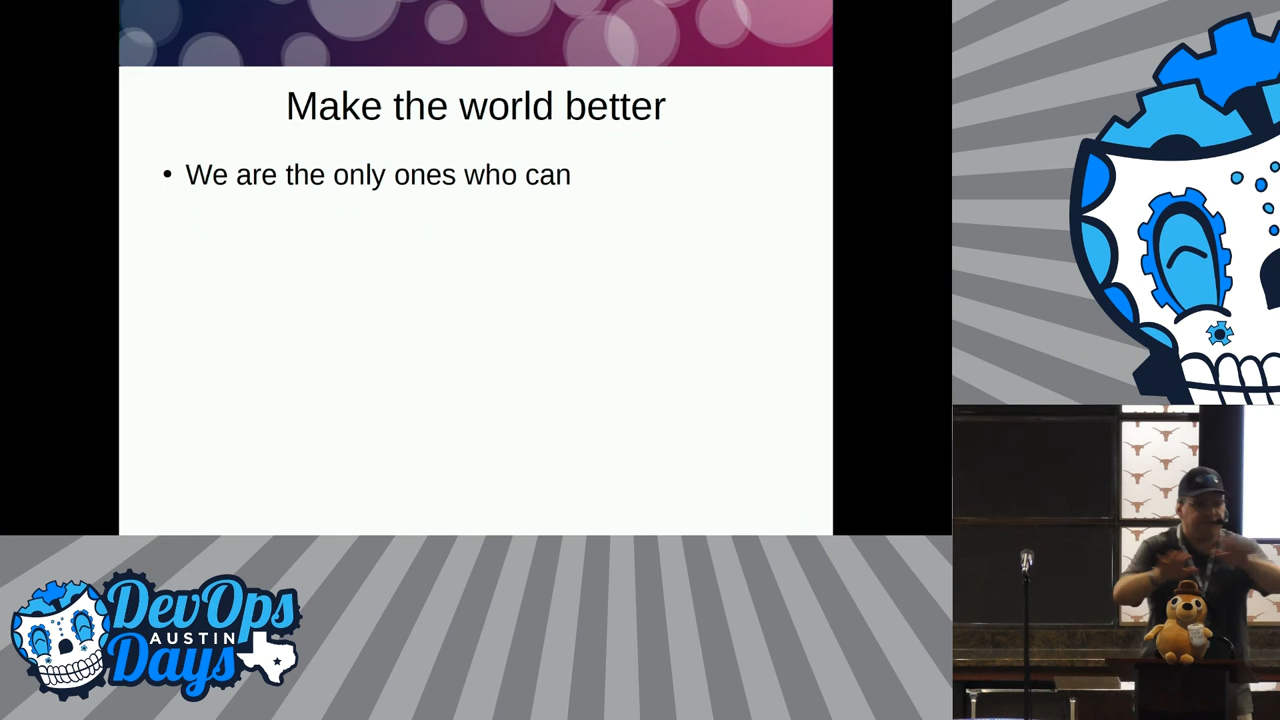 Make the world better
• We are the only ones who can
DevOps
AUSTIN
Days